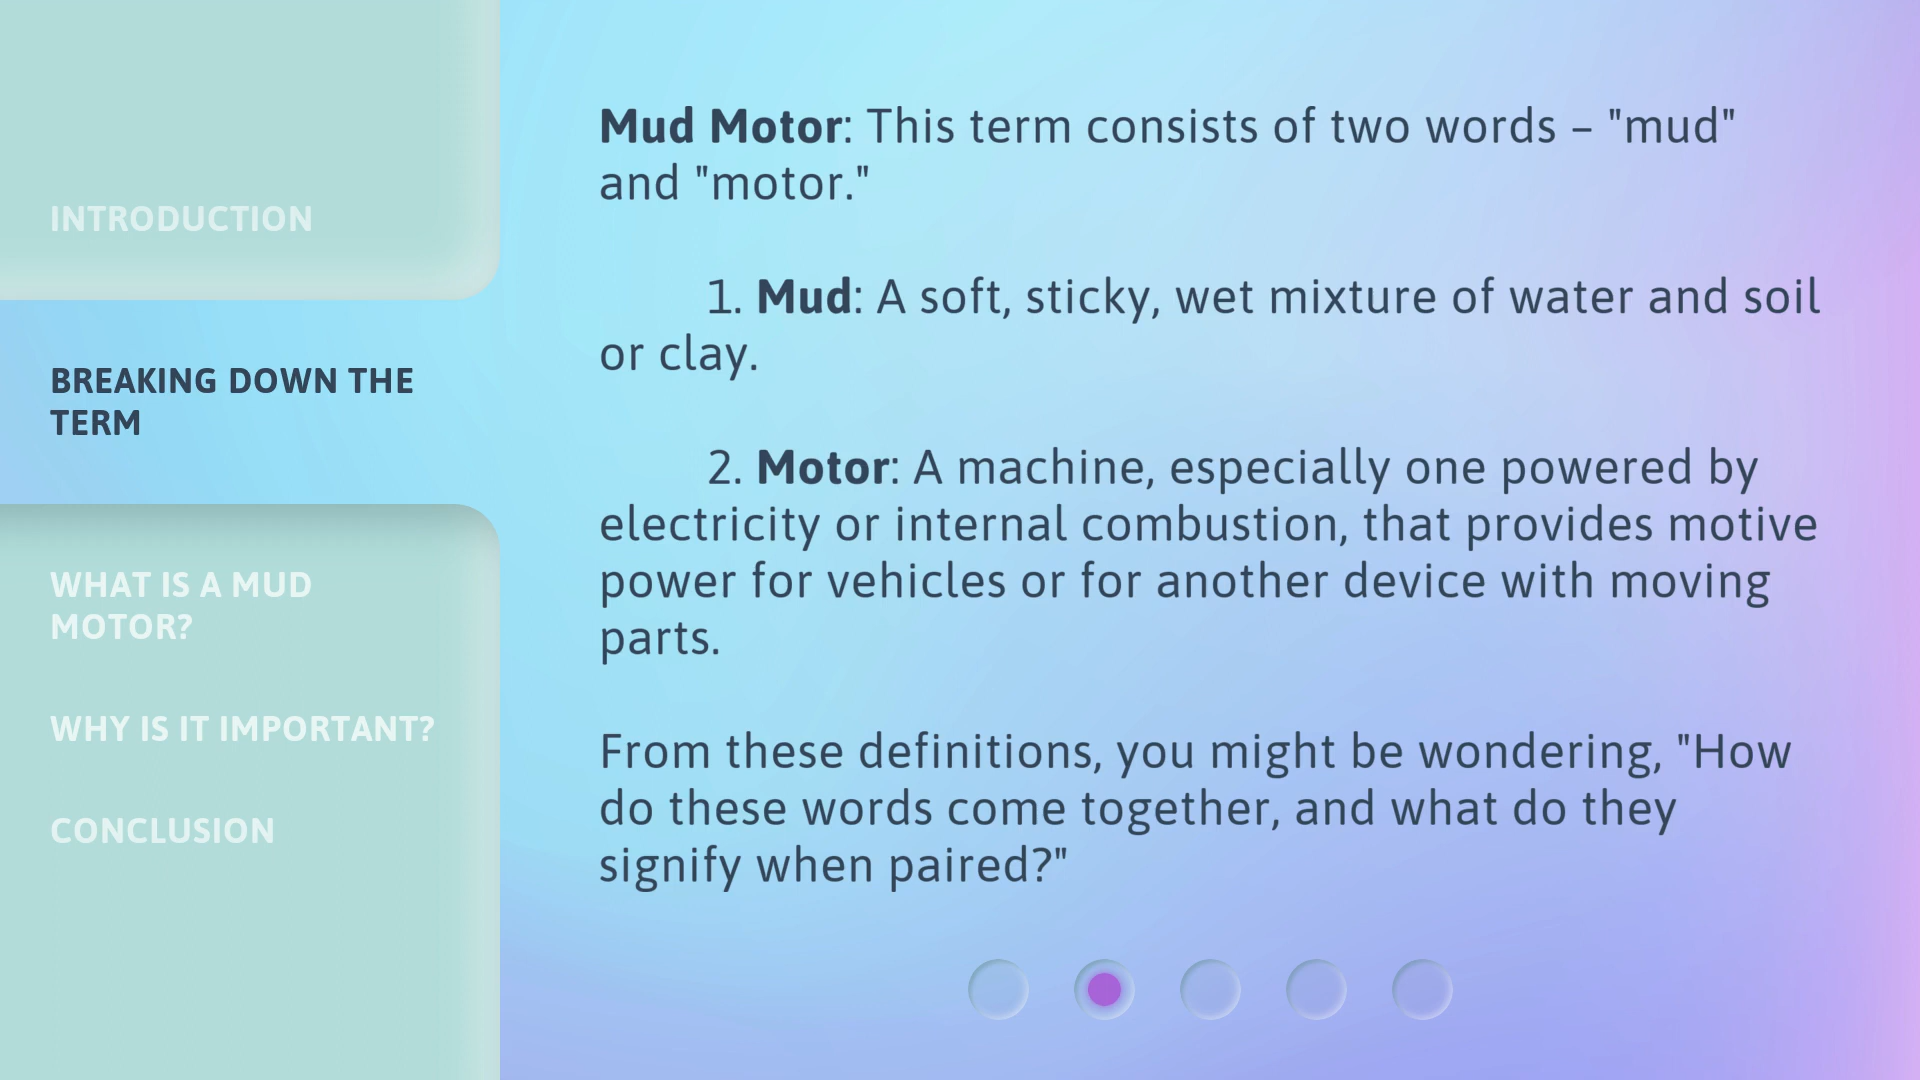 INTRODUCTION
BREAKING DOWN THE
TERM
WHAT IS A MUD
MOTOR?
WHY IS IT IMPORTANT?
CONCLUSION
Mud Motor: This term consists of two words – "mud"
and "motor."
1. Mud: A soft, sticky, wet mixture of water and soil
or clay.
2. Motor: A machine, especially one powered by
electricity or internal combustion, that provides motive
power for vehicles or for another device with moving
parts.
From these definitions, you might be wondering, "How
do these words come together, and what do they
signify when paired?"